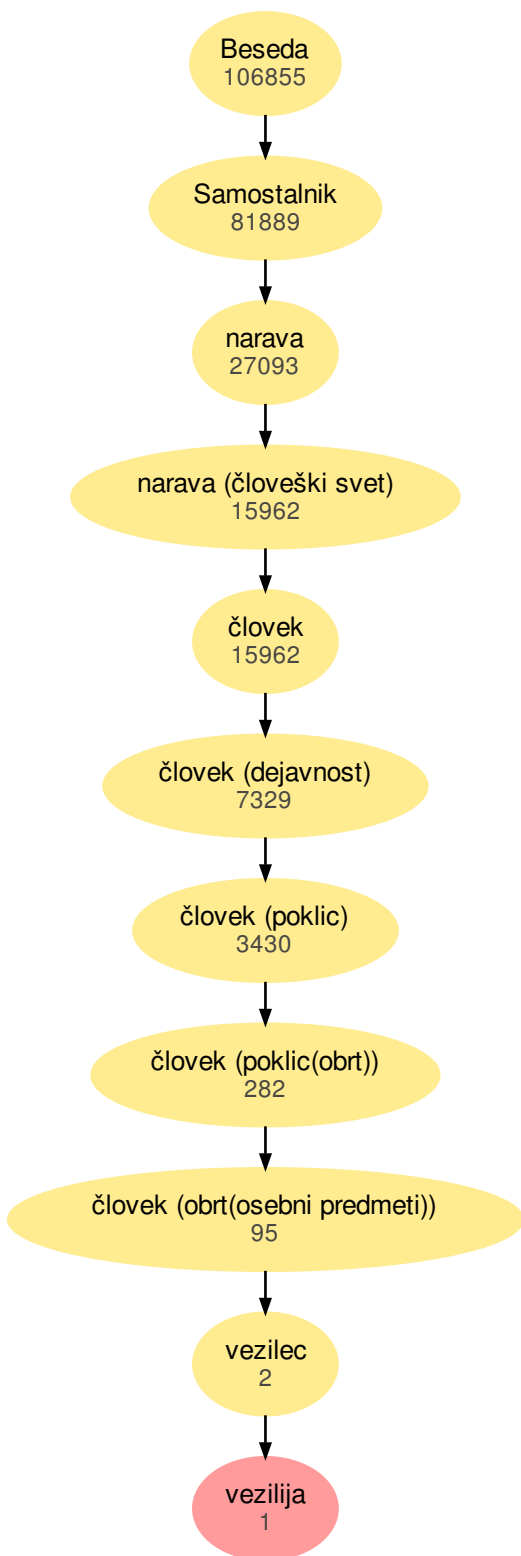 Beseda
106855
Samostalnik
81889
narava
27093
narava (človeški svet)
15962
človek
15962
človek (dejavnost)
7329
človek (poklic)
3430
človek (poklic(obrt))
282
človek (obrt(osebni predmeti))
95
vezilec
2
vezilija
1